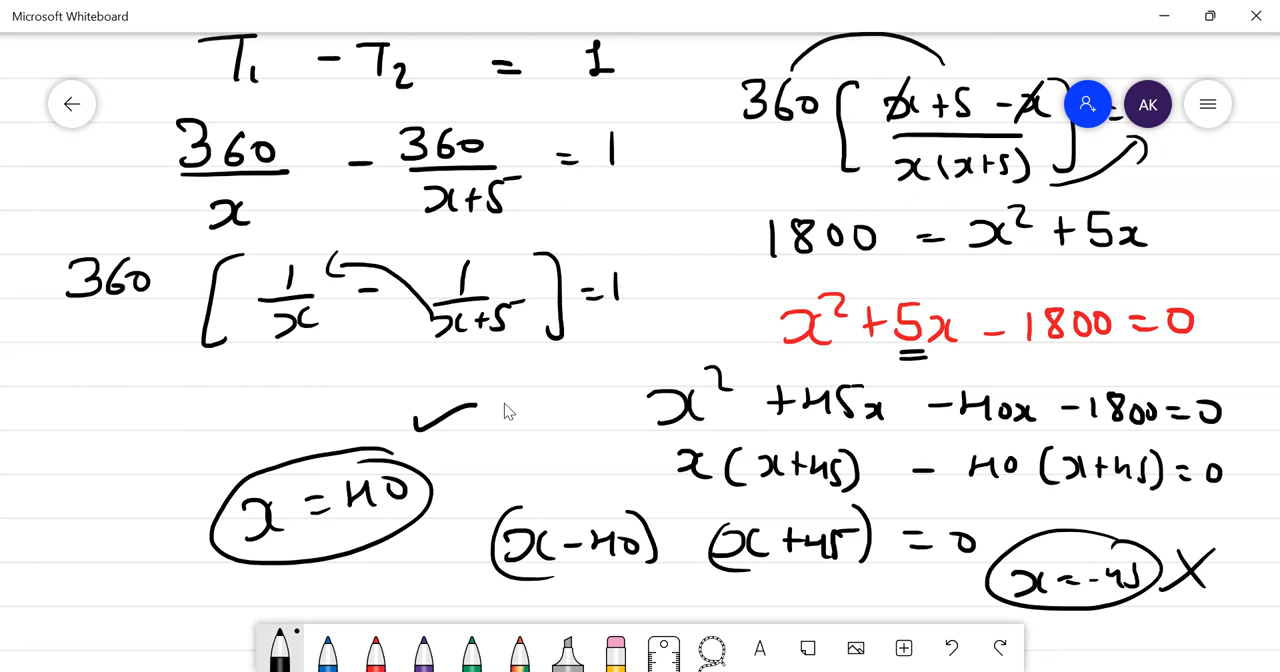 Microsoft Whiteboard
T₁ - T₂ = 1
360/x - 360/(x+5) = 1
360 [1/x - 1/(x+5)] = 1
360 [(x+5-x)/(x(x+5))] =
AK
1800 = x² + 5x
x² + 5x - 1800 = 0
x² + 45x - 40x - 1800 = 0
x(x+45) - 40(x+45) = 0
(x-40) (x+45) = 0
x = 40
x = -45
A